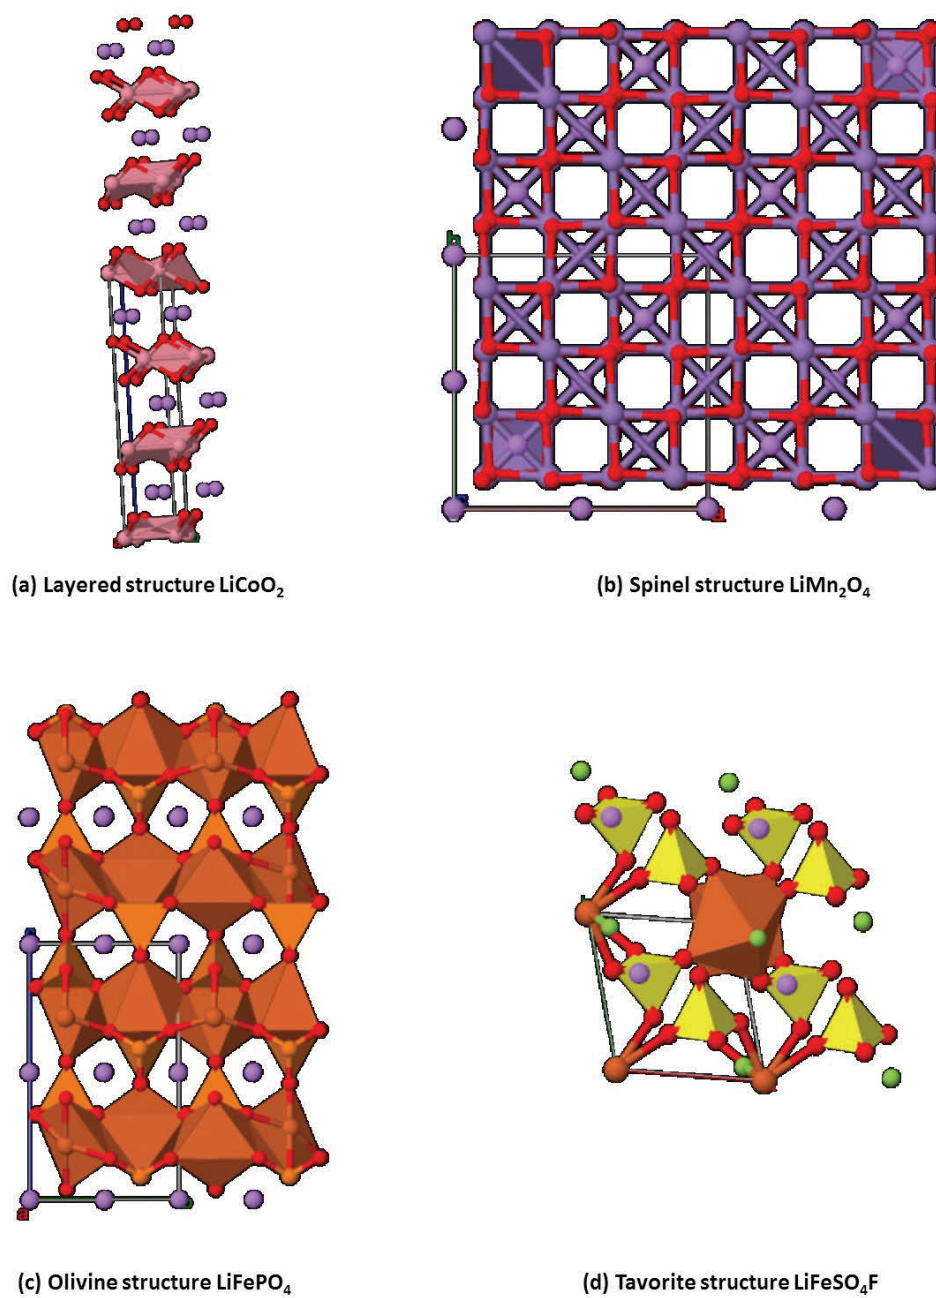 (a) Layered structure LiCoO₂
(b) Spinel structure LiMn₂O₄
(c) Olivine structure LiFePO₄
(d) Tavorite structure LiFeSO₄F